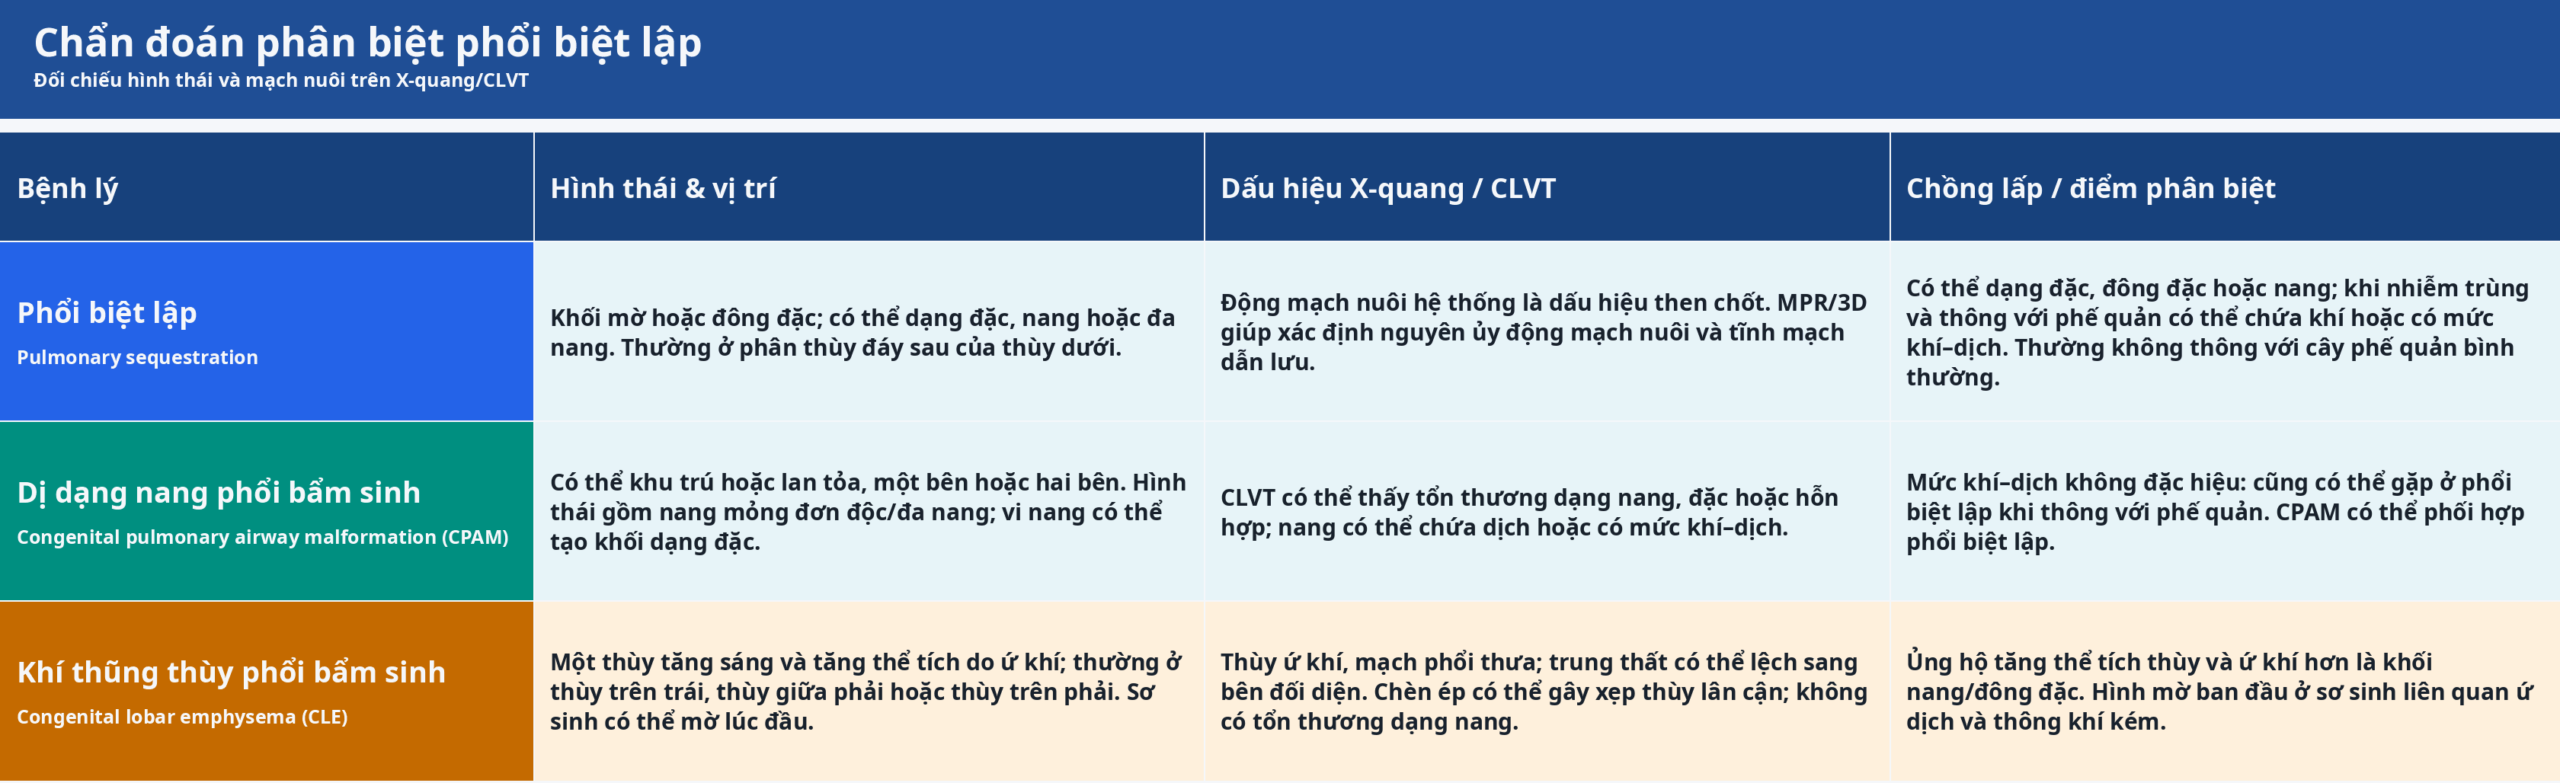 Chẩn đoán phân biệt phổi biệt lập
Đối chiếu hình thái và mạch nuôi trên X-quang/CLVT
Bệnh lý
Hình thái & vị trí
Dấu hiệu X-quang / CLVT
Chồng lấp / điểm phân biệt
Phổi biệt lập
Pulmonary sequestration
Khối mờ hoặc đông đặc; có thể dạng đặc, nang hoặc đa
nang. Thường ở phân thùy đáy sau của thùy dưới.
Động mạch nuôi hệ thống là dấu hiệu then chốt. MPR/3D
giúp xác định nguyên ủy động mạch nuôi và tĩnh mạch
dẫn lưu.
Có thể dạng đặc, đông đặc hoặc nang; khi nhiễm trùng
và thông với phế quản có thể chứa khí hoặc có mức
khí–dịch. Thường không thông với cây phế quản bình
thường.
Dị dạng nang phổi bẩm sinh
Congenital pulmonary airway malformation (CPAM)
Có thể khu trú hoặc lan tỏa, một bên hoặc hai bên. Hình
thái gồm nang mỏng đơn độc/đa nang; vi nang có thể
tạo khối dạng đặc.
CLVT có thể thấy tổn thương dạng nang, đặc hoặc hỗn
hợp; nang có thể chứa dịch hoặc có mức khí–dịch.
Mức khí–dịch không đặc hiệu: cũng có thể gặp ở phổi
biệt lập khi thông với phế quản. CPAM có thể phối hợp
phổi biệt lập.
Khí thũng thùy phổi bẩm sinh
Congenital lobar emphysema (CLE)
Một thùy tăng sáng và tăng thể tích do ứ khí; thường ở
thùy trên trái, thùy giữa phải hoặc thùy trên phải. Sơ
sinh có thể mờ lúc đầu.
Thùy ứ khí, mạch phổi thưa; trung thất có thể lệch sang
bên đối diện. Chèn ép có thể gây xẹp thùy lân cận; không
có tổn thương dạng nang.
Ủng hộ tăng thể tích thùy và ứ khí hơn là khối
nang/đông đặc. Hình mờ ban đầu ở sơ sinh liên quan ứ
dịch và thông khí kém.